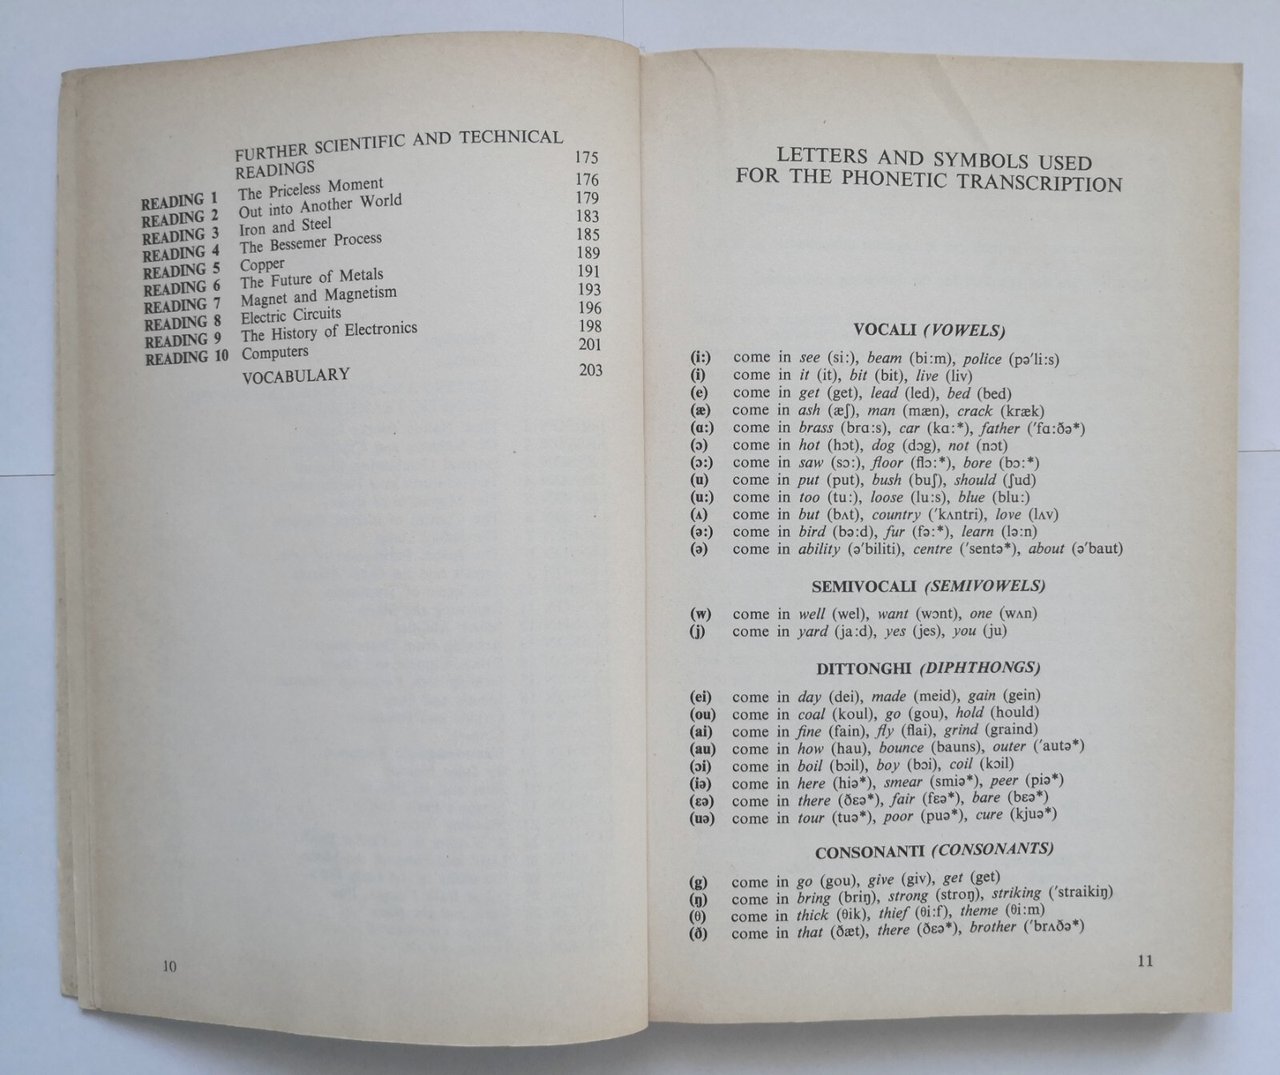 FURTHER SCIENTIFIC AND TECHNICAL
READINGS 175
READING 1 The Priceless Moment 176
READING 2 Out into Another World 179
READING 3 Iron and Steel 183
READING 4 The Bessemer Process 185
READING 5 Copper 189
READING 6 The Future of Metals 191
READING 7 Magnet and Magnetism 193
READING 8 Electric Circuits 196
READING 9 The History of Electronics 198
READING 10 Computers 201
VOCABULARY 203
10
LETTERS AND SYMBOLS USED
FOR THE PHONETIC TRANSCRIPTION
VOCALI (VOWELS)
(i:) come in see (si:), beam (bi:m), police (pə'li:s)
(i) come in it (it), bit (bit), live (liv)
(e) come in get (get), lead (led), bed (bed)
(æ) come in ash (æʃ), man (mæn), crack (kræk)
(ɑ:) come in brass (brɑ:s), car (kɑ:*), father ('fɑ:ðə*)
(ɔ) come in hot (hɔt), dog (dɔg), not (nɔt)
(ɔ:) come in saw (sɔ:), floor (flɔ:*), bore (bɔ:*)
(u) come in put (put), bush (buʃ), should (ʃud)
(u:) come in too (tu:), loose (lu:s), blue (blu:)
(ʌ) come in but (bʌt), country ('kʌntri), love (lʌv)
(ə:) come in bird (bə:d), fur (fə:*), learn (lə:n)
(ə) come in ability (ə'biliti), centre ('sentə*), about (ə'baut)
SEMIVOCALI (SEMIVOWELS)
(w) come in well (wel), want (wɔnt), one (wʌn)
(j) come in yard (ja:d), yes (jes), you (ju)
DITTONGHI (DIPHTHONGS)
(ei) come in day (dei), made (meid), gain (gein)
(ou) come in coal (koul), go (gou), hold (hould)
(ai) come in fine (fain), fly (flai), grind (graind)
(au) come in how (hau), bounce (bauns), outer ('autə*)
(ɔi) come in boil (bɔil), boy (bɔi), coil (kɔil)
(iə) come in here (hiə*), smear (smiə*), peer (piə*)
(ɛə) come in there (ðɛə*), fair (fɛə*), bare (bɛə*)
(uə) come in tour (tuə*), poor (puə*), cure (kjuə*)
CONSONANTI (CONSONANTS)
(g) come in go (gou), give (giv), get (get)
(ŋ) come in bring (briŋ), strong (stroŋ), striking ('straikiŋ)
(θ) come in thick (θik), thief (θi:f), theme (θi:m)
(ð) come in that (ðæt), there (ðɛə*), brother ('brʌðə*)
11